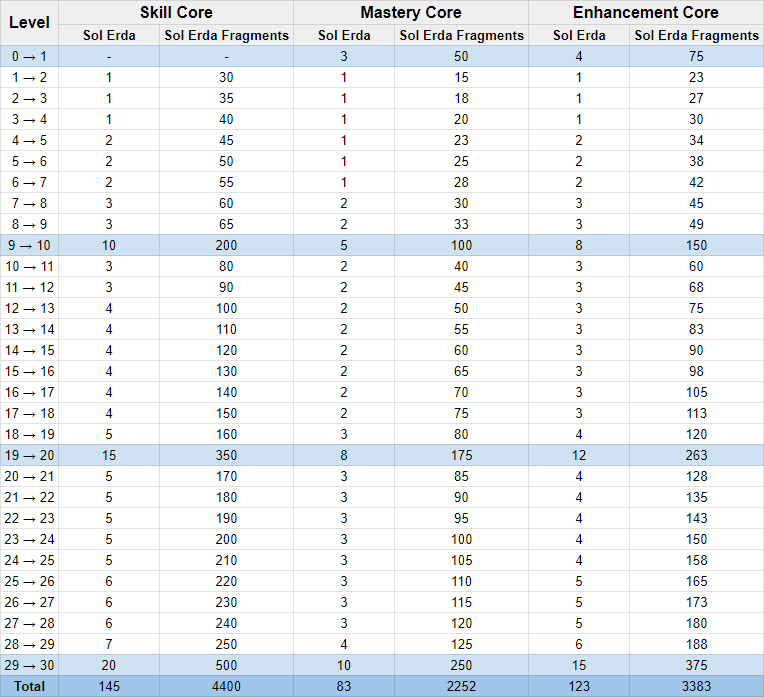 Level Skill Core Mastery Core Enhancement Core
Sol Erda Sol Erda Fragments Sol Erda Sol Erda Fragments Sol Erda Sol Erda Fragments
0 → 1 - - 3 50 4 75
1 → 2 1 30 1 15 1 23
2 → 3 1 35 1 18 1 27
3 → 4 1 40 1 20 1 30
4 → 5 2 45 1 23 2 34
5 → 6 2 50 1 25 2 38
6 → 7 2 55 1 28 2 42
7 → 8 3 60 2 30 3 45
8 → 9 3 65 2 33 3 49
9 → 10 10 200 5 100 8 150
10 → 11 3 80 2 40 3 60
11 → 12 3 90 2 45 3 68
12 → 13 4 100 2 50 3 75
13 → 14 4 110 2 55 3 83
14 → 15 4 120 2 60 3 90
15 → 16 4 130 2 65 3 98
16 → 17 4 140 2 70 3 105
17 → 18 4 150 2 75 3 113
18 → 19 5 160 3 80 4 120
19 → 20 15 350 8 175 12 263
20 → 21 5 170 3 85 4 128
21 → 22 5 180 3 90 4 135
22 → 23 5 190 3 95 4 143
23 → 24 5 200 3 100 4 150
24 → 25 5 210 3 105 4 158
25 → 26 6 220 3 110 5 165
26 → 27 6 230 3 115 5 173
27 → 28 6 240 3 120 5 180
28 → 29 7 250 4 125 6 188
29 → 30 20 500 10 250 15 375
Total 145 4400 83 2252 123 3383